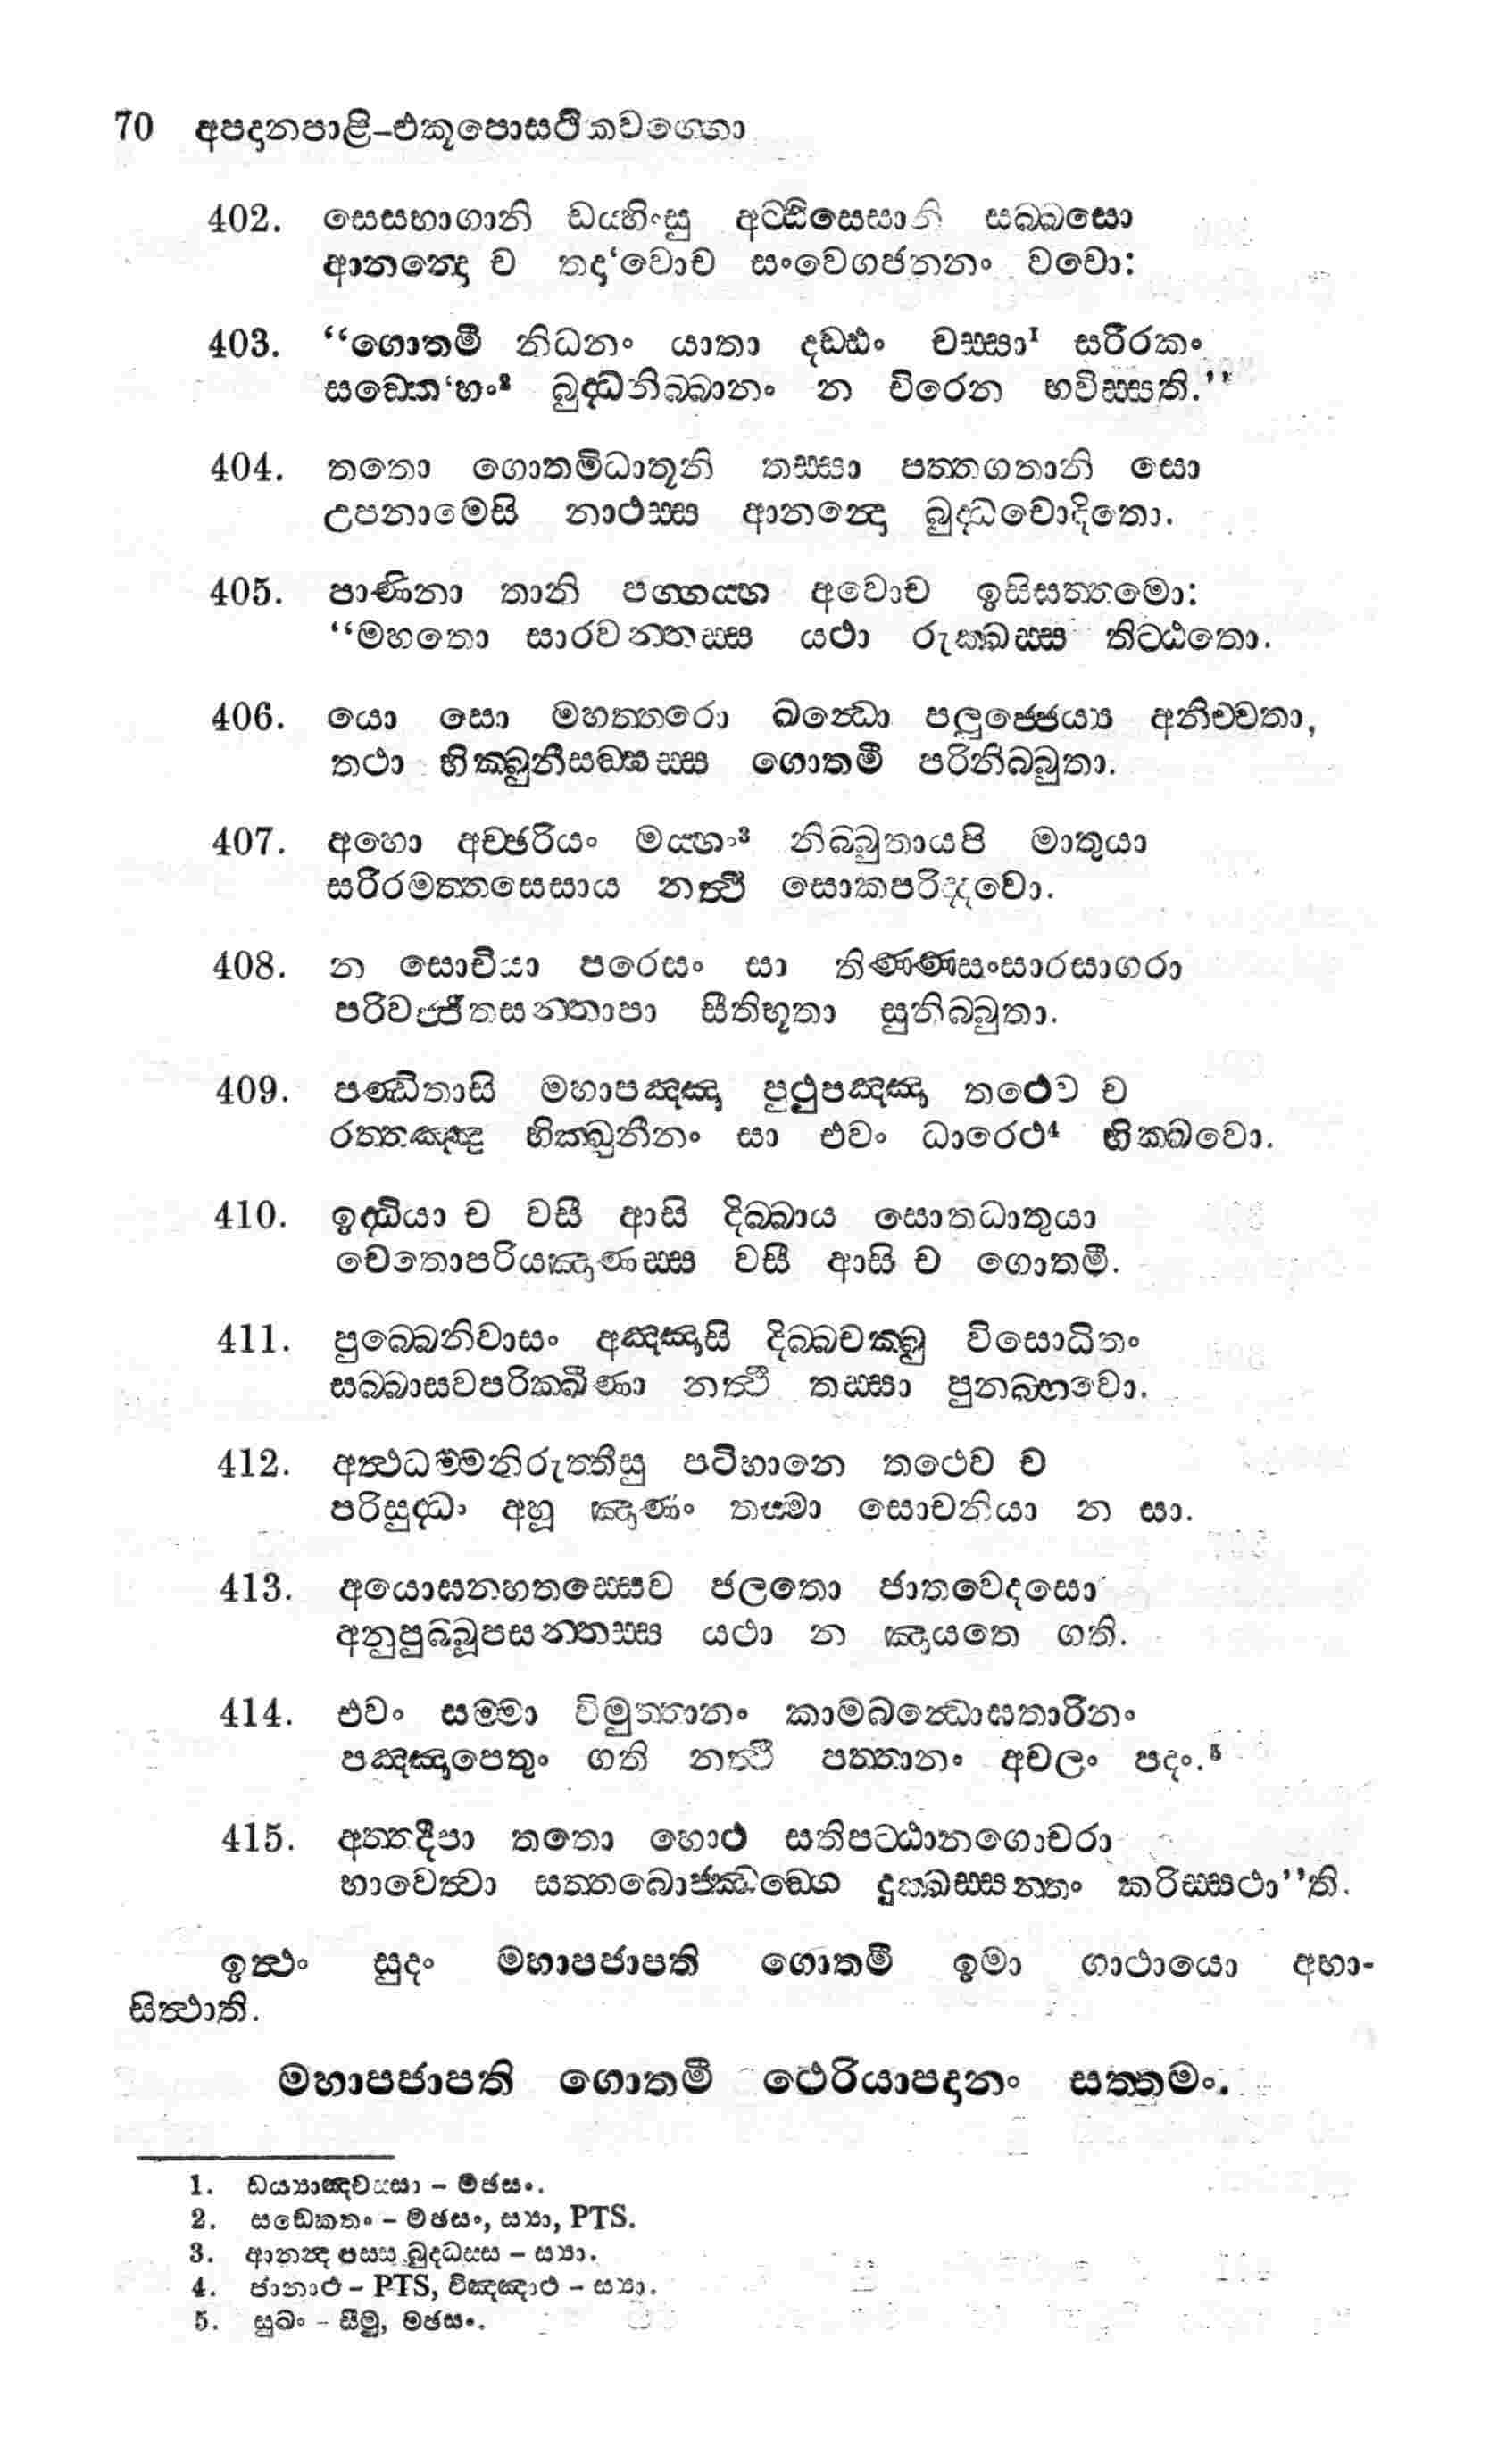 70 අපදානපාළි-එකූපොසථිකවග්ගො
402. සෙසභාගානි ඩය්හිංසු අට්ඨිසෙසානි සබ්බසො
ආනන්දො ච තදා‘වොච සංවෙගජනනං වචො:
403. “ගොතමී නිධනං යාතා දඩ්ඪං චස්සා¹ සරීරකං
සඞ්කෙත‘හං² බුද්ධනිබ්බානං න චිරෙන භවිස්සති.”
404. තතො ගොතමිධාතූනි තස්සා පත්තගතානි සො
උපනාමෙසි නාථස්ස ආනන්දො බුද්ධචොදිතො.
405. පාණිනා තානි පග්ගය්හ අවොච ඉසිසත්තමො:
“මහතො සාරවන්තස්ස යථා රුක්ඛස්ස තිට්ඨතො.
406. යො සො මහත්තරො ඛන්ධො පලුජ්ජෙය්‍ය අනිච්චතා,
තථා භික්ඛුනීසඞ්ඝස්ස ගොතමී පරිනිබ්බුතා.
407. අහො අච්ඡරියං මය්හං³ නිබ්බුතායපි මාතුයා
සරීරමත්තසෙසාය නත්ථි සොකපරිද්දවො.
408. න සොචියා පරෙසං සා තිණ්ණසංසාරසාගරා
පරිවජ්ජිතසන්තාපා සීතිභූතා සුනිබ්බුතා.
409. පණ්ඩිතාසි මහාපඤ්ඤා පුථුපඤ්ඤා තථෙව ච
රත්තඤ්ඤූ භික්ඛුනීනං සා එවං ධාරෙථ⁴ භික්ඛවො.
410. ඉද්ධියා ච වසී ආසි දිබ්බාය සොතධාතුයා
චෙතොපරියඤාණස්ස වසී ආසි ච ගොතමී.
411. පුබ්බෙනිවාසං අඤ්ඤාසි දිබ්බචක්ඛු විසොධිතං
සබ්බාසවපරික්ඛීණා නත්ථි තස්සා පුනබ්භවො.
412. අත්ථධම්මනිරුත්තීසු පටිභානෙ තථෙව ච
පරිසුද්ධං අහූ ඤාණං තස්මා සොචනියා න සා.
413. අයොඝනහතස්සෙව ජලතො ජාතවෙදසො
අනුපුබ්බූපසන්තස්ස යථා න ඤායතෙ ගති.
414. එවං සම්මා විමුත්තානං කාමබන්ධොඝතාරිනං
පඤ්ඤාපෙතුං ගති නත්ථි පත්තානං අචලං පදං.⁵
415. අත්තදීපා තතො හොථ සතිපට්ඨානගොචරා
භාවෙත්වා සත්තබොජ්ඣඞ්ගෙ දුක්ඛස්සන්තං කරිස්සථා”ති.
ඉත්ථං සුදං මහාපජාපති ගොතමී ඉමා ගාථායො අභා-
සිත්ථාති.
මහාපජාපති ගොතමී ථෙරියාපදානං සත්තමං.
1. ඩය්‍යාඤ්චස්සා - මඡසං.
2. සඞ්කෙතං - මඡසං, ස්‍යා, PTS.
3. ආනන්ද පස්ස බුද්ධස්ස - ස්‍යා.
4. ජානාථ - PTS, විඤ්ඤාථ - ස්‍යා.
5. සුඛං - සීමු, මඡසං.